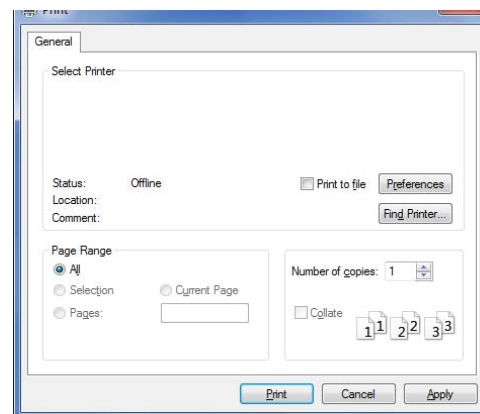 Print
General
Select Printer
Status: Offline
Print to file
Preferences
Location:
Comment:
Find Printer...
Page Range
All
Selection
Current Page
Pages:
Number of copies: 1
Collate
1 1 2 2 3 3
Print
Cancel
Apply